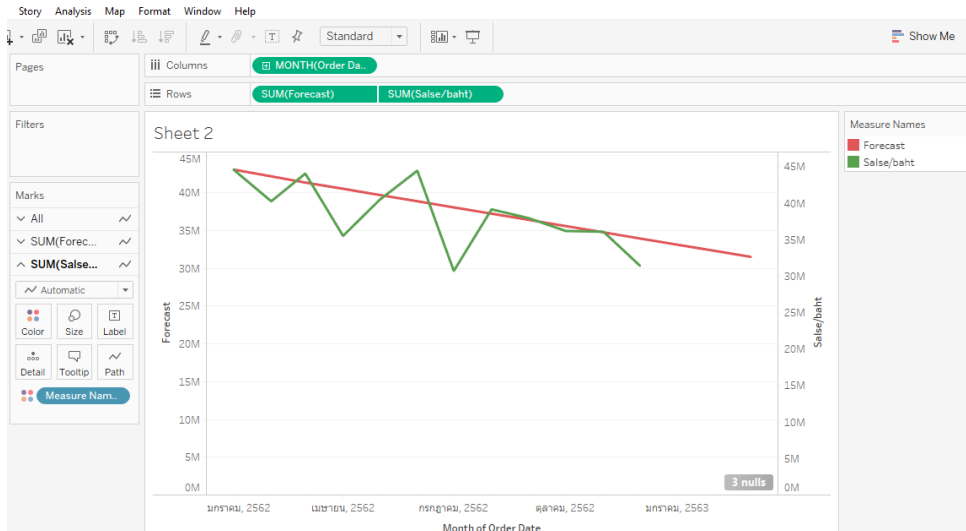 Story Analysis Map Format Window Help
Standard
Show Me
Pages
Columns
MONTH(Order Da..
Rows
SUM(Forecast)
SUM(Salse/baht)
Filters
Marks
All
SUM(Forec...
SUM(Salse...
Automatic
Color Size Label
Detail Tooltip Path
Measure Nam..
Sheet 2
45M
40M
35M
30M
25M
20M
15M
10M
5M
0M
Forecast
45M
40M
35M
30M
25M
20M
15M
10M
5M
0M
Salse/baht
3 nulls
มกราคม, 2562 เมษายน, 2562 กรกฎาคม, 2562 ตุลาคม, 2562 มกราคม, 2563
Month of Order Date
Measure Names
Forecast
Salse/baht